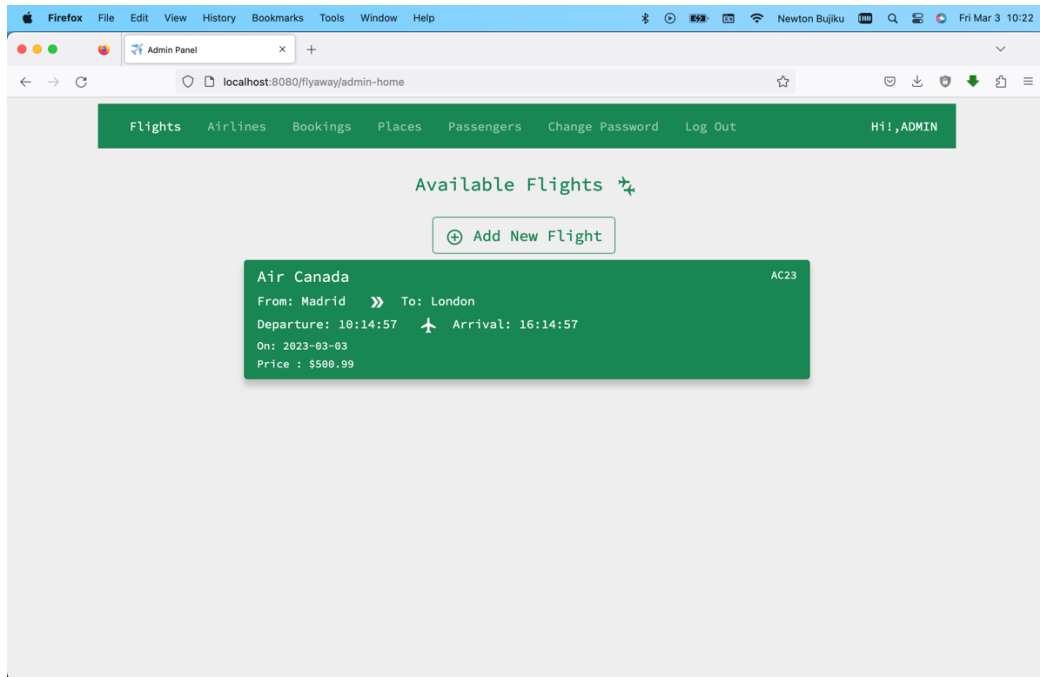 Firefox File Edit View History Bookmarks Tools Window Help Newton Bujiku Fri Mar 3 10:22
Admin Panel
localhost:8080/flyaway/admin-home
Flights Airlines Bookings Places Passengers Change Password Log Out Hi!,ADMIN
Available Flights
Add New Flight
Air Canada AC23
From: Madrid To: London
Departure: 10:14:57 Arrival: 16:14:57
On: 2023-03-03
Price : $500.99